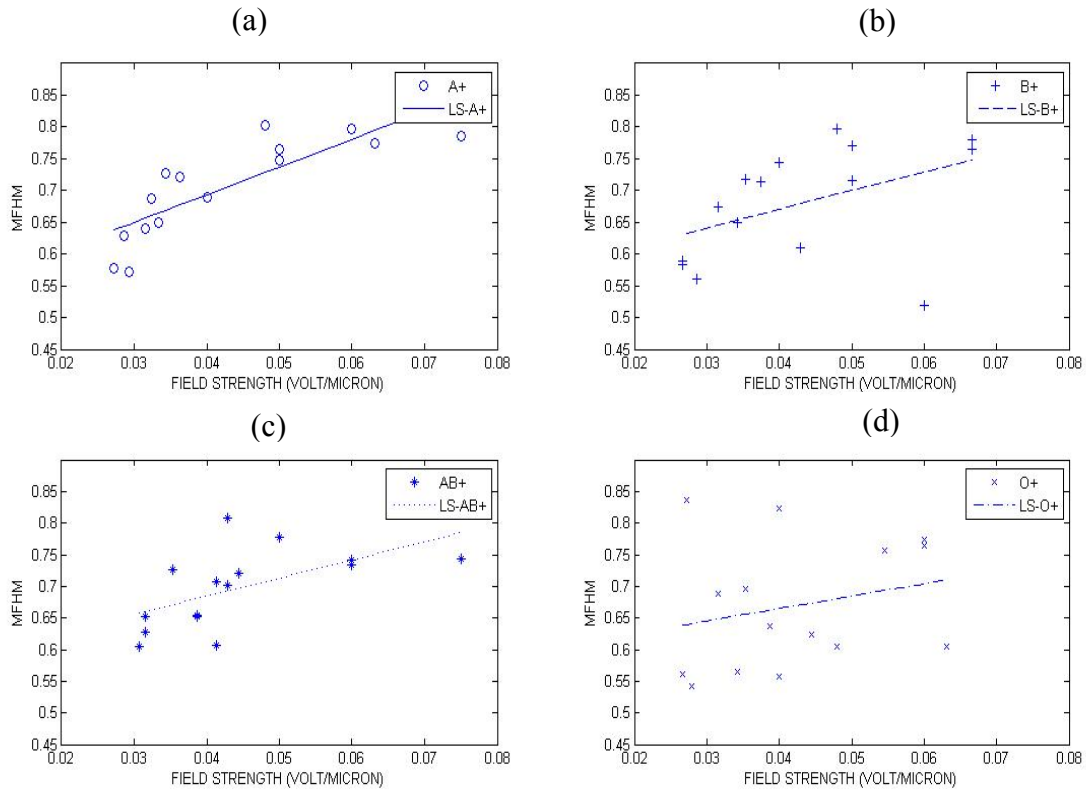 (a)
A+
LS-A+
0.85
0.8
0.75
0.7
0.65
0.6
0.55
0.5
0.45
MFHM
0.02 0.03 0.04 0.05 0.06 0.07 0.08
FIELD STRENGTH (VOLT/MICRON)
(b)
B+
LS-B+
0.85
0.8
0.75
0.7
0.65
0.6
0.55
0.5
0.45
MFHM
0.02 0.03 0.04 0.05 0.06 0.07 0.08
FIELD STRENGTH (VOLT/MICRON)
(c)
AB+
LS-AB+
0.85
0.8
0.75
0.7
0.65
0.6
0.55
0.5
0.45
MFHM
0.02 0.03 0.04 0.05 0.06 0.07 0.08
FIELD STRENGTH (VOLT/MICRON)
(d)
O+
LS-O+
0.85
0.8
0.75
0.7
0.65
0.6
0.55
0.5
0.45
MFHM
0.02 0.03 0.04 0.05 0.06 0.07 0.08
FIELD STRENGTH (VOLT/MICRON)